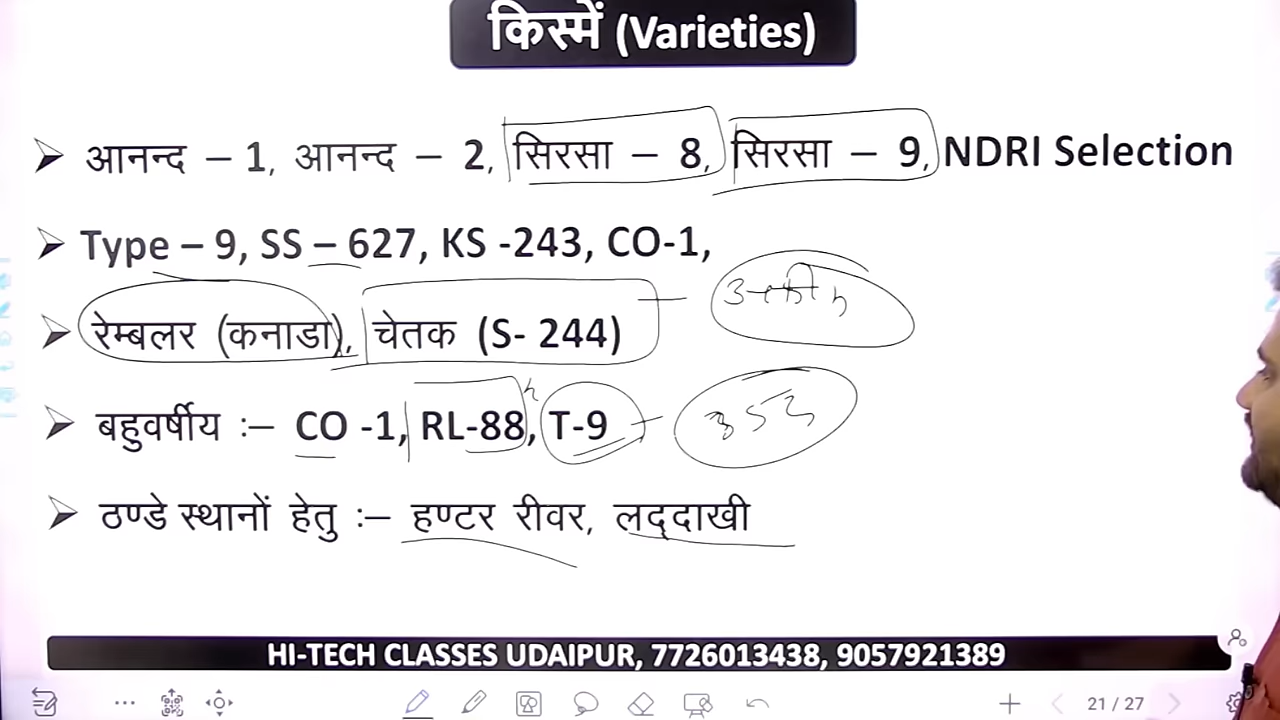 किस्में (Varieties)
➢ आनन्द – 1, आनन्द – 2, सिरसा – 8, सिरसा – 9, NDRI Selection
➢ Type – 9, SS – 627, KS -243, CO-1,
➢ रेम्बलर (कनाडा), चेतक (S- 244)
➢ बहुवर्षीय :– CO -1, RL-88, T-9
➢ ठण्डे स्थानों हेतु :– हण्टर रीवर, लद्दाखी
HI-TECH CLASSES UDAIPUR, 7726013438, 9057921389
21 / 27